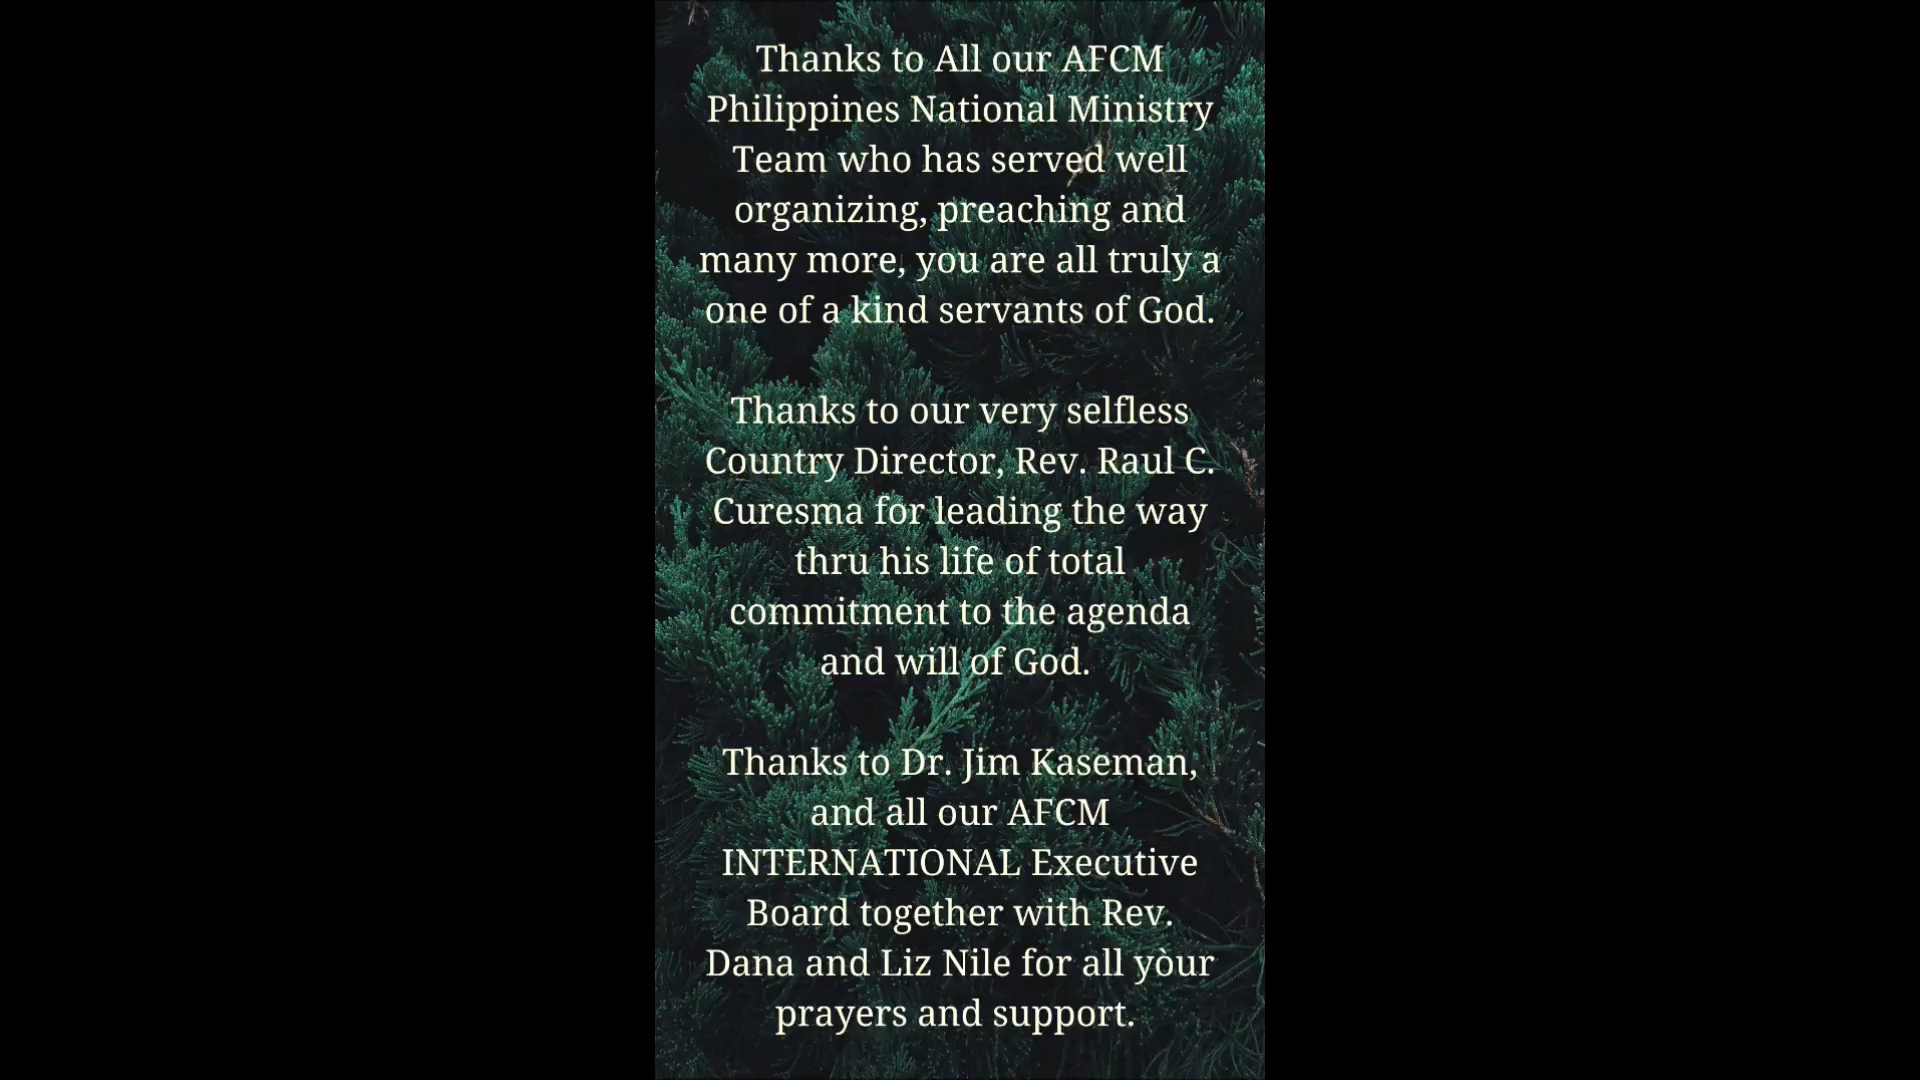 Thanks to All our AFCM
Philippines National Ministry
Team who has served well
organizing, preaching and
many more, you are all truly a
one of a kind servants of God.
Thanks to our very selfless
Country Director, Rev. Raul C.
Curesma for leading the way
thru his life of total
commitment to the agenda
and will of God.
Thanks to Dr. Jim Kaseman,
and all our AFCM
INTERNATIONAL Executive
Board together with Rev.
Dana and Liz Nile for all yòur
prayers and support.